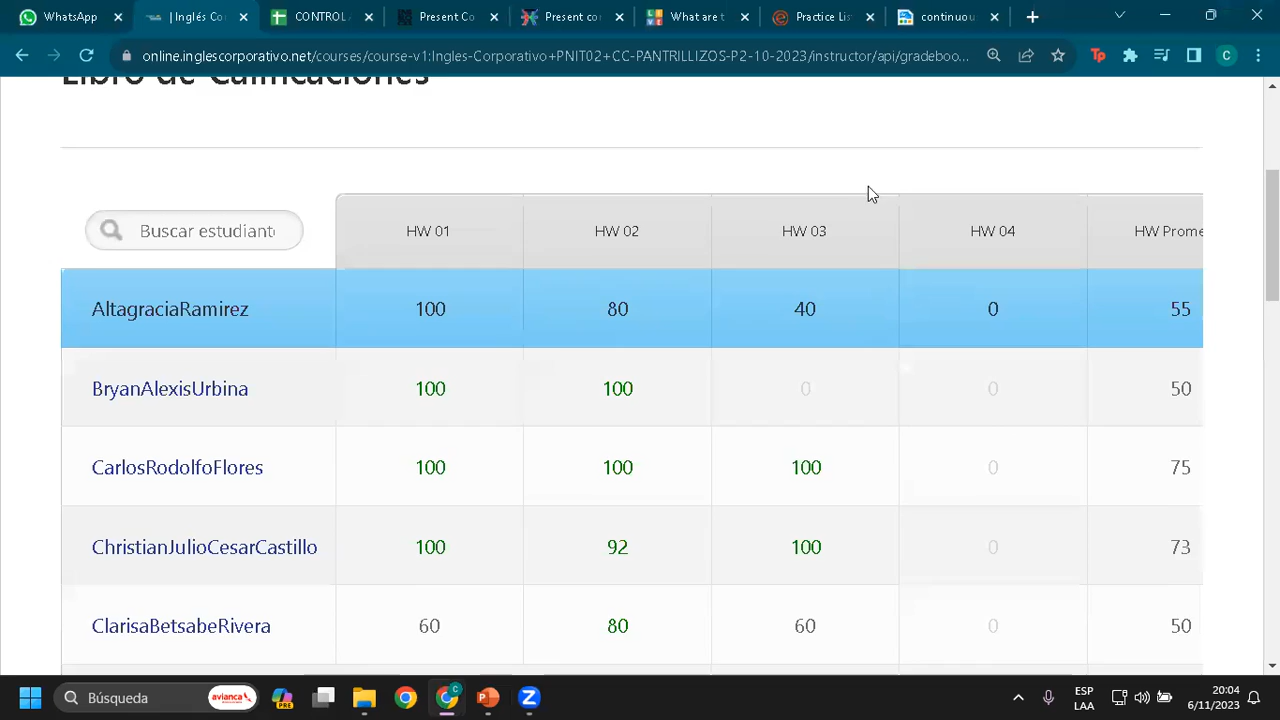 WhatsApp
| Inglés Co
CONTROL
Present Co
Present co
What are t
Practice Lis
continuou
online.inglescorporativo.net/courses/course-v1:Ingles-Corporativo+PNIT02+CC-PANTRILLIZOS-P2-10-2023/instructor/api/gradeboo...
Tp
C
Libro de Calificaciones
Buscar estudiante
HW 01 HW 02 HW 03 HW 04 HW Prome
AltagraciaRamirez 100 80 40 0 55
BryanAlexisUrbina 100 100 0 0 50
CarlosRodolfoFlores 100 100 100 0 75
ChristianJulioCesarCastillo 100 92 100 0 73
ClarisaBetsabeRivera 60 80 60 0 50
Búsqueda
avianca
PRE
C
ESP
LAA
20:04
6/11/2023